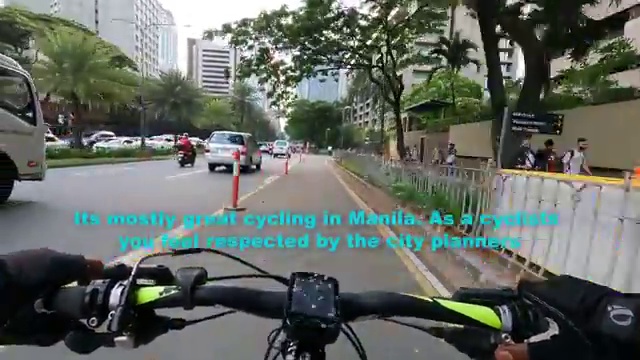 Its mostly great cycling in Manila. As a cyclists
you feel respected by the city planners